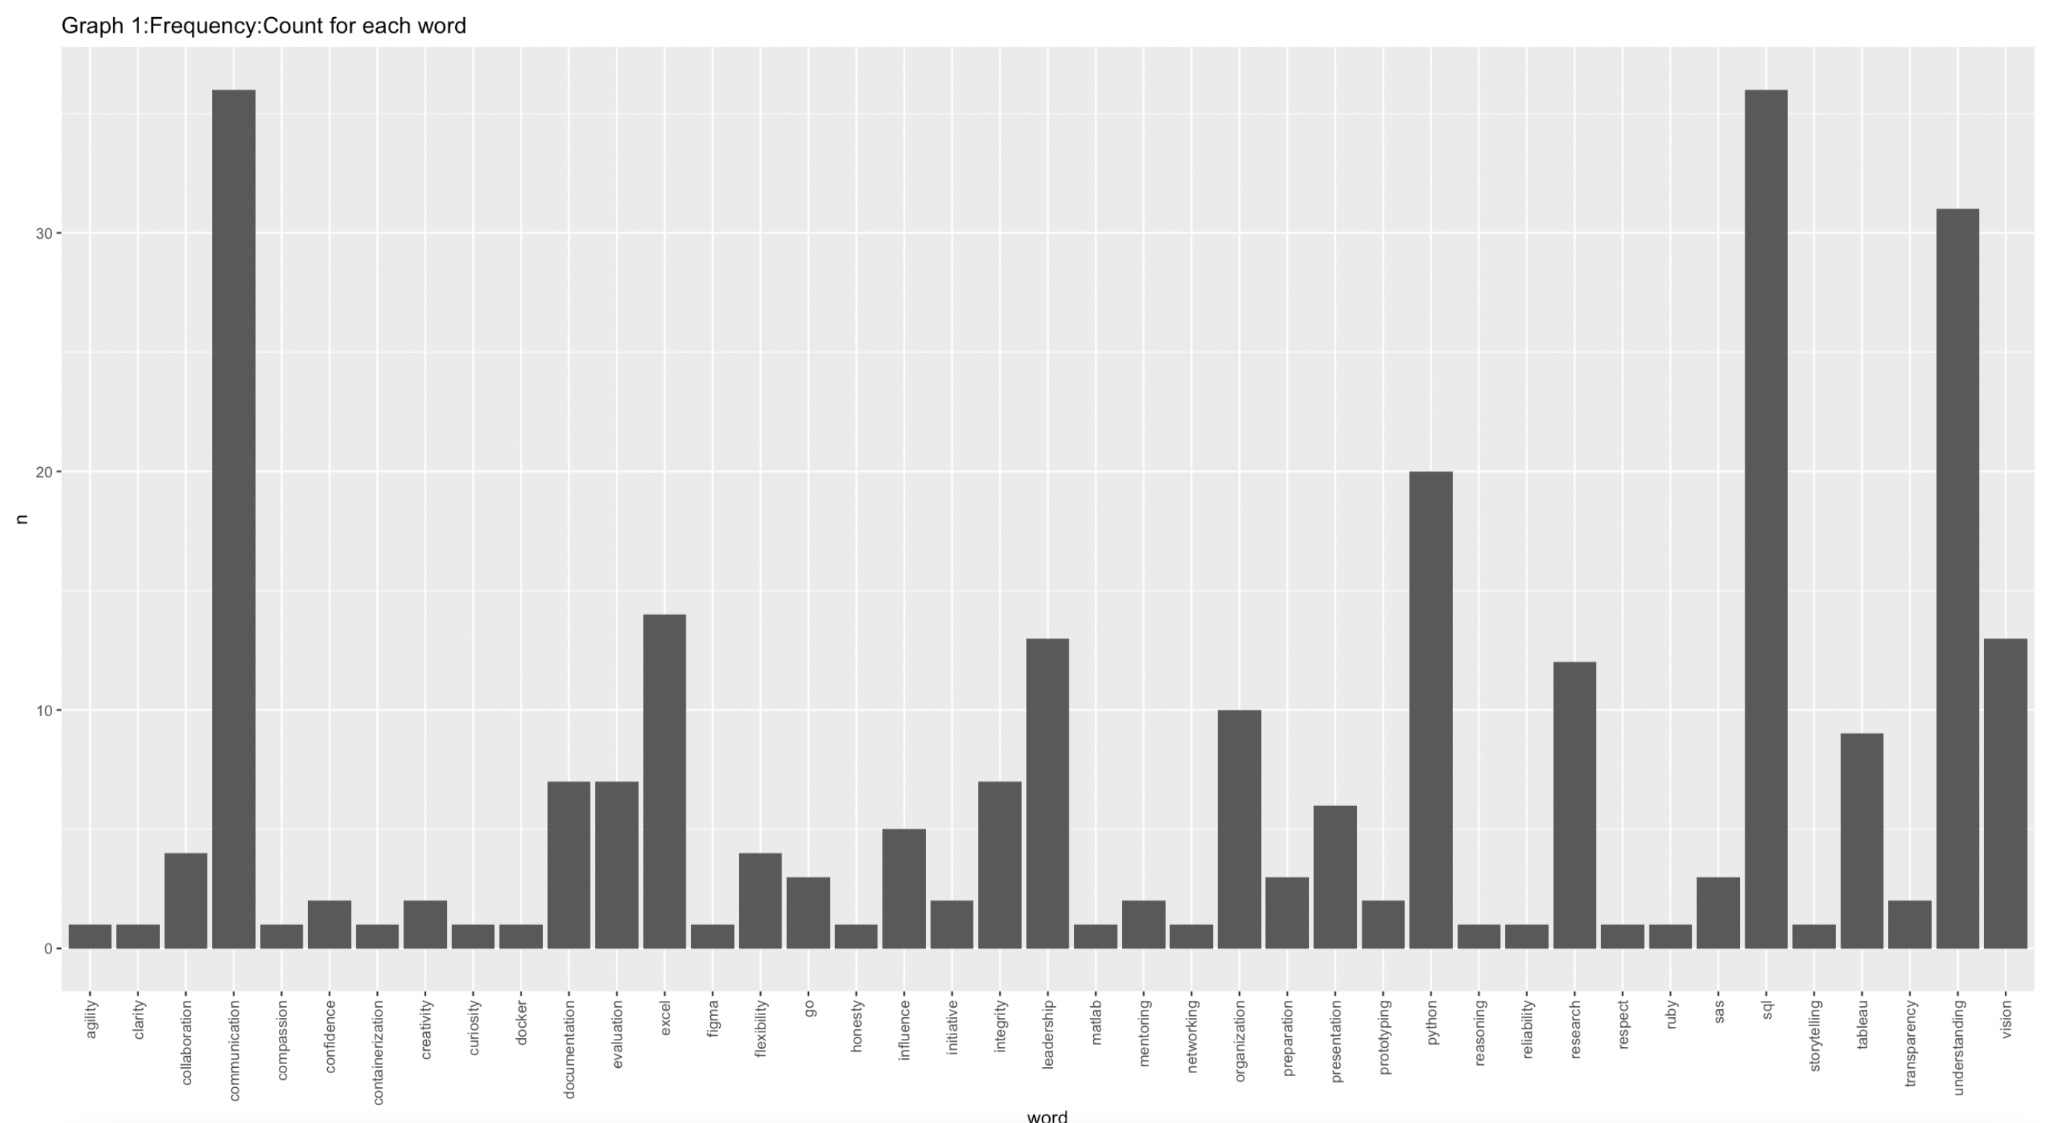 Graph 1:Frequency:Count for each word
30
20
10
0
n
agility
clarity
collaboration
communication
compassion
confidence
containerization
creativity
curiosity
docker
documentation
evaluation
excel
figma
flexibility
go
honesty
influence
initiative
integrity
leadership
matlab
mentoring
networking
organization
preparation
presentation
prototyping
python
reasoning
reliability
research
respect
ruby
sas
sql
storytelling
tableau
transparency
understanding
vision
word